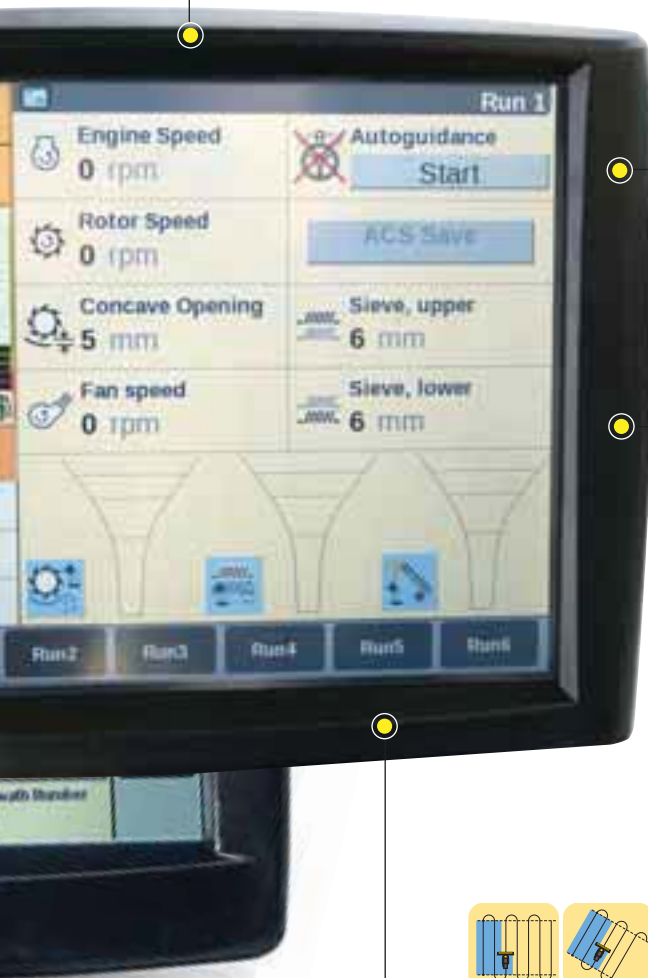 Run 1
Engine Speed
0 rpm
Autoguidance
Start
Rotor Speed
0 rpm
ACS Save
Concave Opening
5 mm
Sieve, upper
6 mm
Fan speed
0 rpm
Sieve, lower
6 mm
Run2
Run3
Run4
Run5
Run6
Number